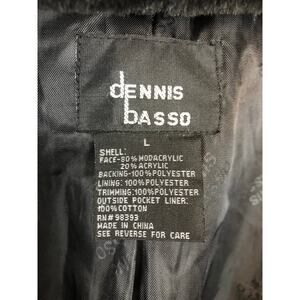 dENNIS
basso
L
SHELL:
FACE-80% MODACRYLIC
20% ACRYLIC
BACKING-100% POLYESTER
LINING: 100% POLYESTER
TRIMMING: 100% POLYESTER
OUTSIDE POCKET LINER:
100% COTTON
RN# 98393
MADE IN CHINA
SEE REVERSE FOR CARE